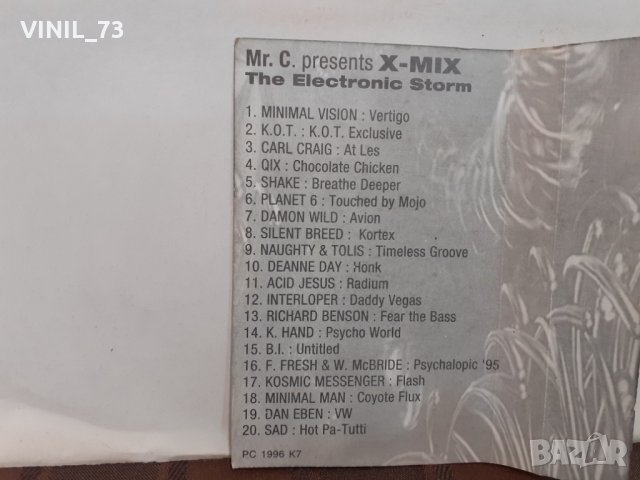 VINIL_73
Mr. C. presents X-MIX
The Electronic Storm
1. MINIMAL VISION : Vertigo
2. K.O.T. : K.O.T. Exclusive
3. CARL CRAIG : At Les
4. QIX : Chocolate Chicken
5. SHAKE : Breathe Deeper
6. PLANET 6 : Touched by Mojo
7. DAMON WILD : Avion
8. SILENT BREED : Kortex
9. NAUGHTY & TOLIS : Timeless Groove
10. DEANNE DAY : Honk
11. ACID JESUS : Radium
12. INTERLOPER : Daddy Vegas
13. RICHARD BENSON : Fear the Bass
14. K. HAND : Psycho World
15. B.I. : Untitled
16. F. FRESH & W. McBRIDE : Psychalopic '95
17. KOSMIC MESSENGER : Flash
18. MINIMAL MAN : Coyote Flux
19. DAN EBEN : VW
20. SAD : Hot Pa-Tutti
PC 1996 K7
BAZAR